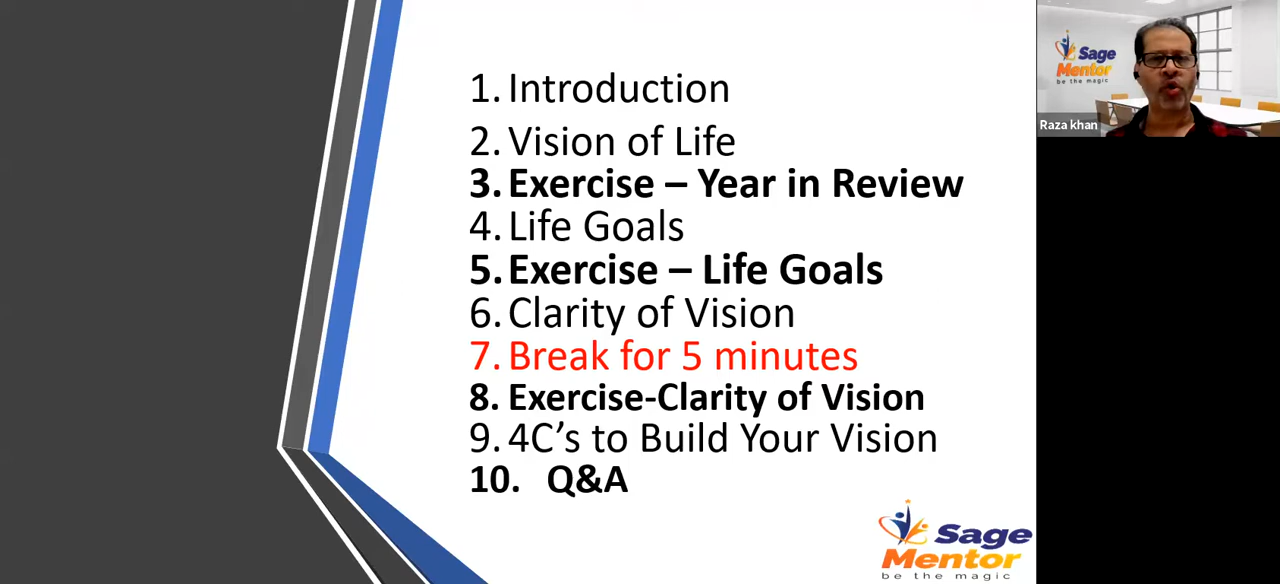 1. Introduction
2. Vision of Life
3. Exercise – Year in Review
4. Life Goals
5. Exercise – Life Goals
6. Clarity of Vision
7. Break for 5 minutes
8. Exercise-Clarity of Vision
9. 4C's to Build Your Vision
10. Q&A
Sage
Mentor
be the magic
Sage
Mentor
be the magic
Raza khan